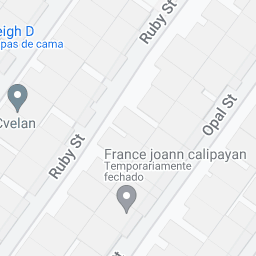 eigh D
pas de cama
Ruby St
Cvelan
Opal St
Ruby St
France joann calipayan
Temporariamente
fechado